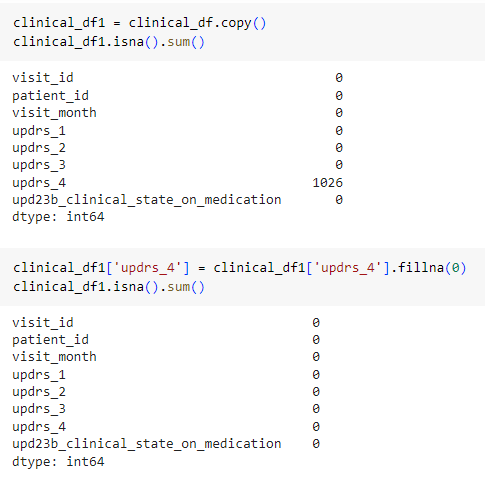 clinical_df1 = clinical_df.copy()
clinical_df1.isna().sum()
visit_id 0
patient_id 0
visit_month 0
updrs_1 0
updrs_2 0
updrs_3 0
updrs_4 1026
upd23b_clinical_state_on_medication 0
dtype: int64
clinical_df1['updrs_4'] = clinical_df1['updrs_4'].fillna(0)
clinical_df1.isna().sum()
visit_id 0
patient_id 0
visit_month 0
updrs_1 0
updrs_2 0
updrs_3 0
updrs_4 0
upd23b_clinical_state_on_medication 0
dtype: int64